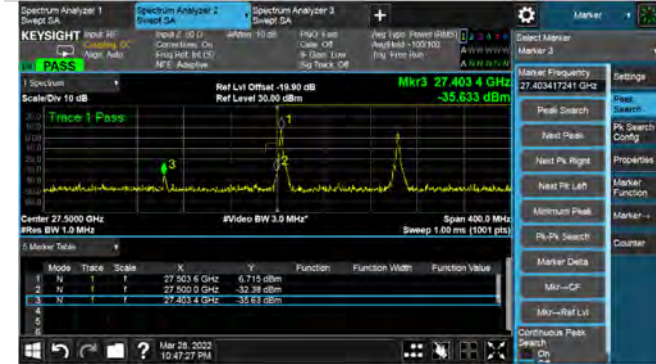 Spectrum Analyzer 1
Swept SA
Spectrum Analyzer 2
Swept SA
Spectrum Analyzer 3
Swept SA
+
Marker
KEYSIGHT
Input: RF
Coupling: DC
Align: Auto
Input Z: 50 Ω
Corrections: On
Freq Ref: Int (S)
NFE: Adaptive
Atten: 10 dB
PNO: Fast
Gate: Off
IF Gain: Low
Sig Track: Off
Avg Type: Power (RMS)
Avg|Hold: >100/100
Trig: Free Run
PASS
Select Marker
Marker 3
1 Spectrum
Scale/Div 10 dB
Ref Lvl Offset -19.90 dB
Ref Level 30.00 dBm
Mkr3 27.403 4 GHz
-35.633 dBm
Trace 1 Pass
1
2
3
Center 27.5000 GHz
#Res BW 1.0 MHz
#Video BW 3.0 MHz*
Span 400.0 MHz
Sweep 1.00 ms (1001 pts)
5 Marker Table
Mode Trace Scale X Y Function Function Width Function Value
1 N 1 f 27.503 6 GHz 6.715 dBm
2 N 1 f 27.500 0 GHz -32.38 dBm
3 N 1 f 27.403 4 GHz -35.63 dBm
4
5
6
Mar 28, 2022
10:47:27 PM
Marker Frequency
27.403417241 GHz
Peak Search
Next Peak
Next Pk Right
Next Pk Left
Minimum Peak
Pk-Pk Search
Marker Delta
Mkr→CF
Mkr→Ref Lvl
Continuous Peak
Search
On
Off
Settings
Peak
Search
Pk Search
Config
Properties
Marker
Function
Marker→
Counter